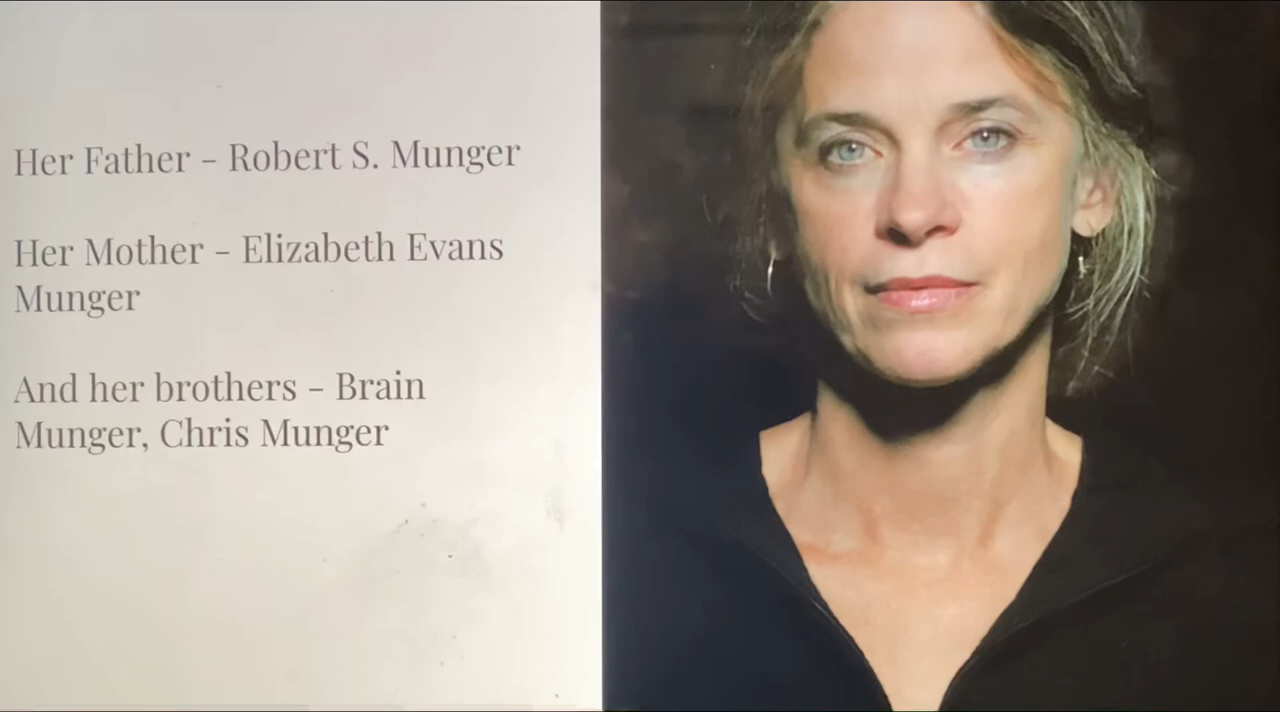 Her Father – Robert S. Munger
Her Mother – Elizabeth Evans
Munger
And her brothers – Brain
Munger, Chris Munger